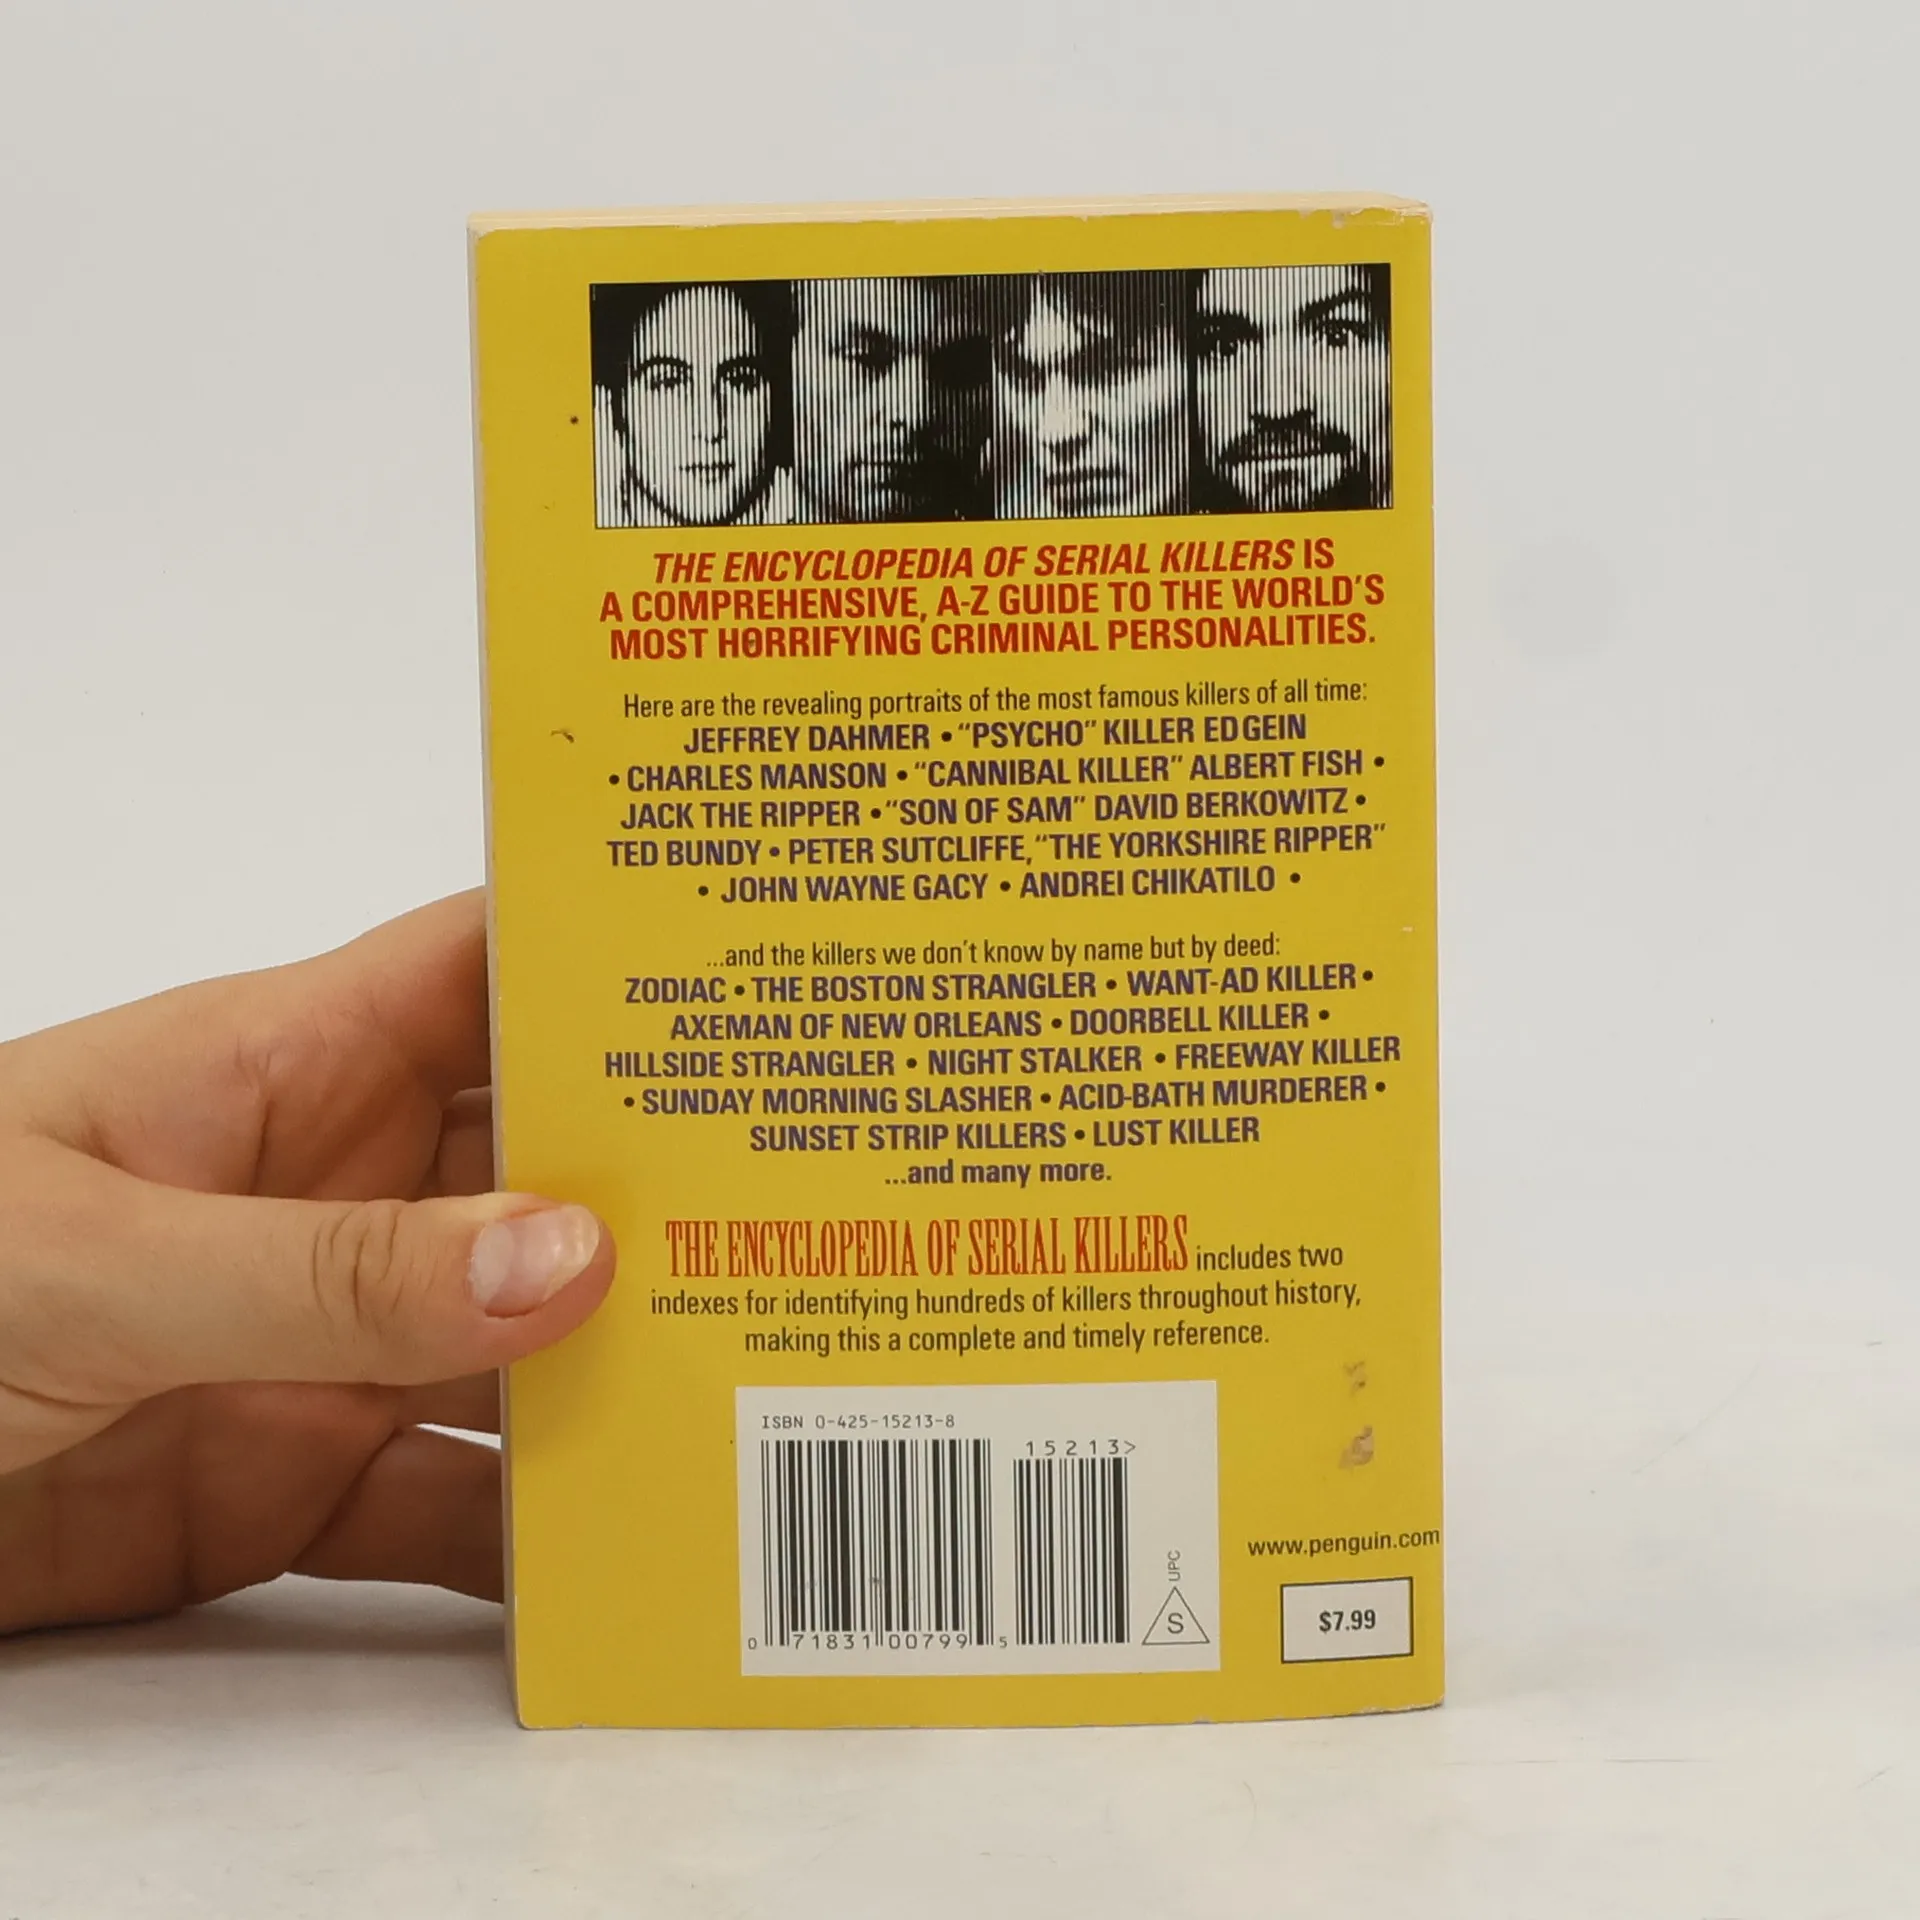 THE ENCYCLOPEDIA OF SERIAL KILLERS IS
A COMPREHENSIVE, A-Z GUIDE TO THE WORLD'S
MOST HORRIFYING CRIMINAL PERSONALITIES.
Here are the revealing portraits of the most famous killers of all time:
JEFFREY DAHMER • "PSYCHO" KILLER ED GEIN
• CHARLES MANSON • "CANNIBAL KILLER" ALBERT FISH •
JACK THE RIPPER • "SON OF SAM" DAVID BERKOWITZ •
TED BUNDY • PETER SUTCLIFFE, "THE YORKSHIRE RIPPER"
• JOHN WAYNE GACY • ANDREI CHIKATILO •
...and the killers we don't know by name but by deed:
ZODIAC • THE BOSTON STRANGLER • WANT-AD KILLER •
AXEMAN OF NEW ORLEANS • DOORBELL KILLER •
HILLSIDE STRANGLER • NIGHT STALKER • FREEWAY KILLER
• SUNDAY MORNING SLASHER • ACID-BATH MURDERER •
SUNSET STRIP KILLERS • LUST KILLER
...and many more.
THE ENCYCLOPEDIA OF SERIAL KILLERS includes two
indexes for identifying hundreds of killers throughout history,
making this a complete and timely reference.
ISBN 0-425-15213-8
15213>
0 71831 00799 5
UPC
S
www.penguin.com
$7.99